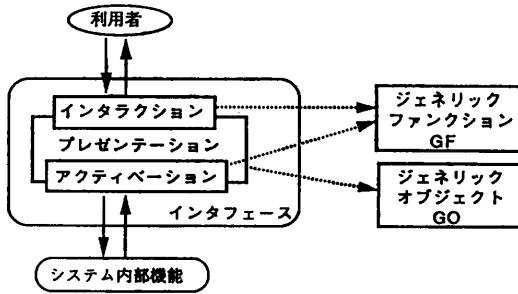 利用者
インタラクション
プレゼンテーション
アクティベーション
インタフェース
システム内部機能
ジェネリック
ファンクション
GF
ジェネリック
オブジェクト
GO